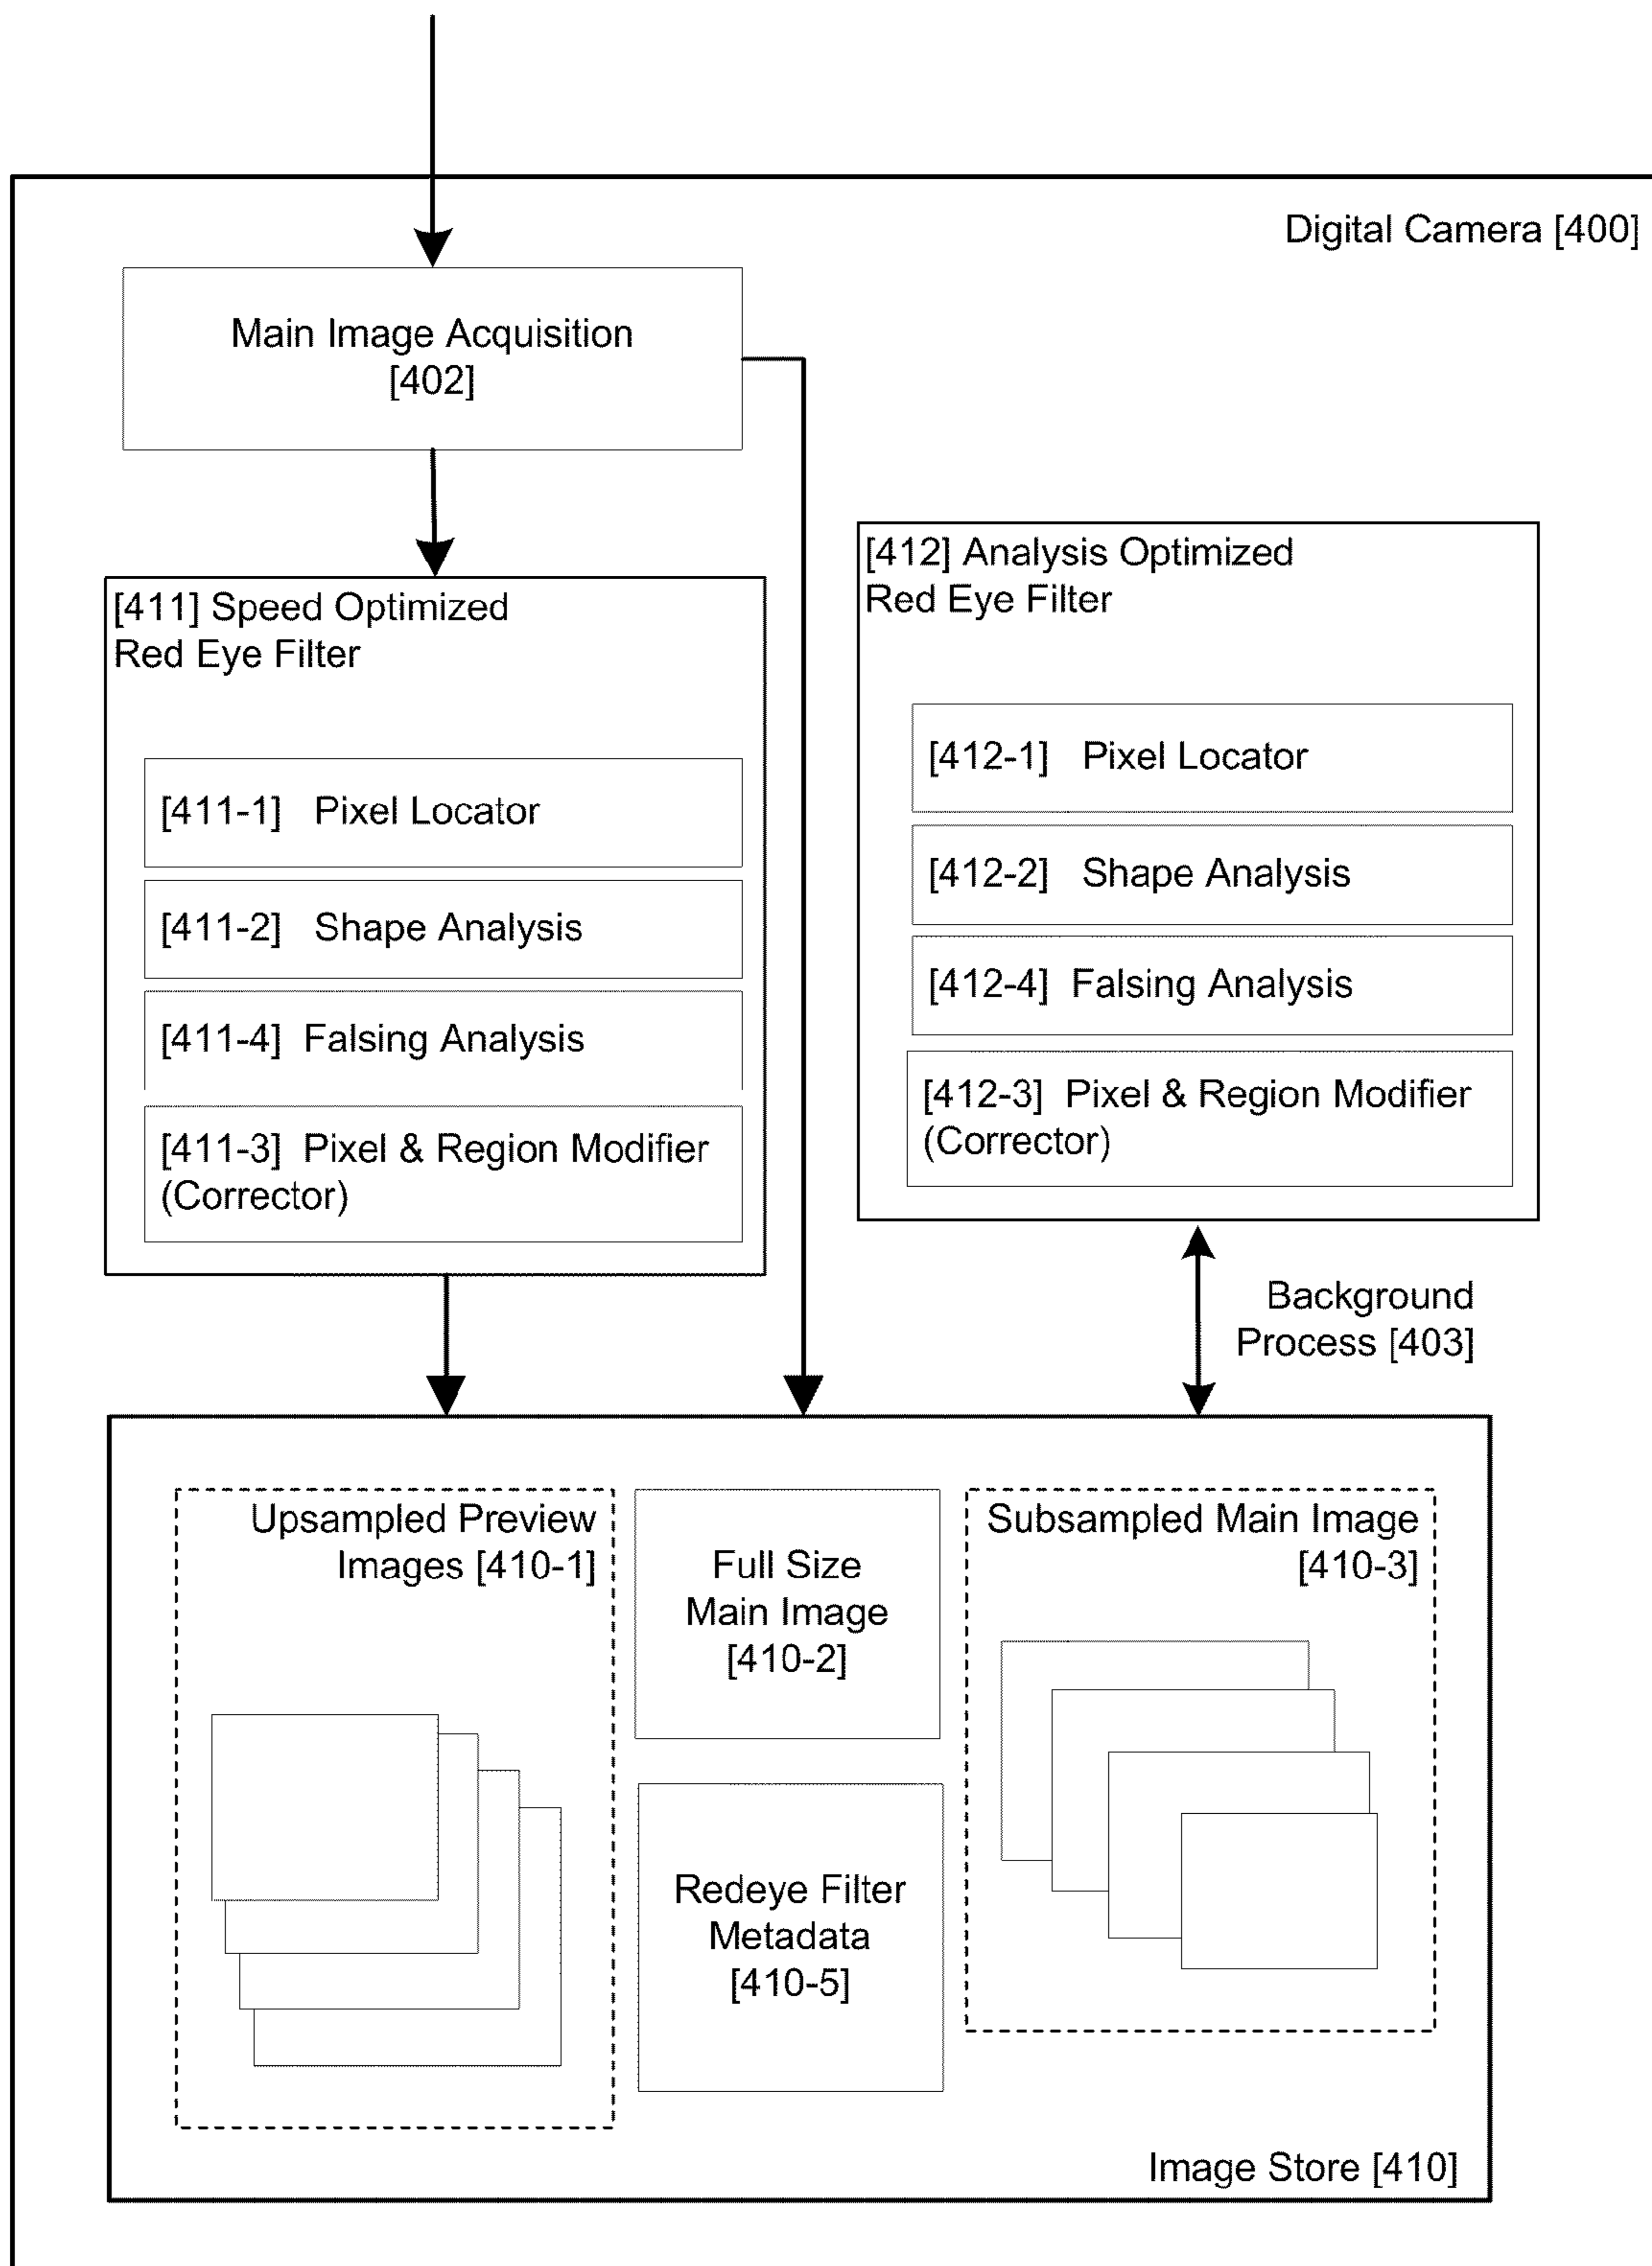 Digital Camera [400]
Main Image Acquisition
[402]
[411] Speed Optimized
Red Eye Filter
[411-1] Pixel Locator
[411-2] Shape Analysis
[411-4] Falsing Analysis
[411-3] Pixel & Region Modifier
(Corrector)
[412] Analysis Optimized
Red Eye Filter
[412-1] Pixel Locator
[412-2] Shape Analysis
[412-4] Falsing Analysis
[412-3] Pixel & Region Modifier
(Corrector)
Background
Process [403]
Upsampled Preview
Images [410-1]
Full Size
Main Image
[410-2]
Subsampled Main Image
[410-3]
Redeye Filter
Metadata
[410-5]
Image Store [410]